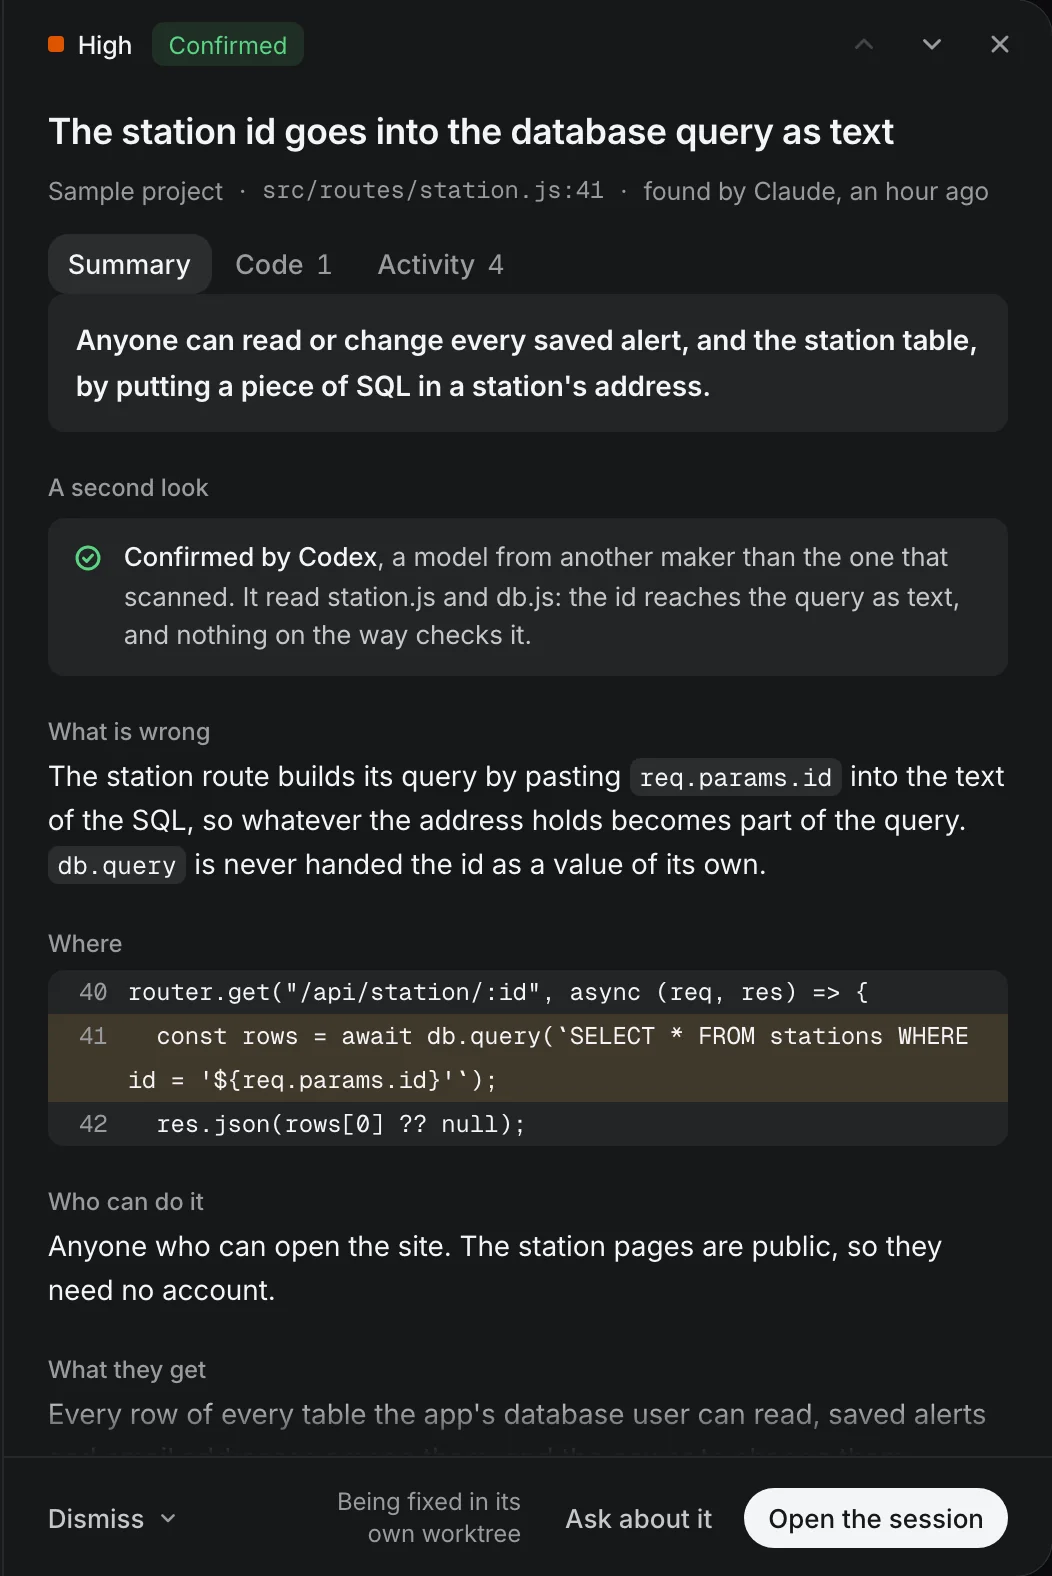 High Confirmed
The station id goes into the database query as text
Sample project · src/routes/station.js:41 · found by Claude, an hour ago
Summary Code 1 Activity 4
Anyone can read or change every saved alert, and the station table,
by putting a piece of SQL in a station's address.
A second look
Confirmed by Codex, a model from another maker than the one that
scanned. It read station.js and db.js: the id reaches the query as text,
and nothing on the way checks it.
What is wrong
The station route builds its query by pasting req.params.id into the text
of the SQL, so whatever the address holds becomes part of the query.
db.query is never handed the id as a value of its own.
Where
40 router.get("/api/station/:id", async (req, res) => {
41 const rows = await db.query(`SELECT * FROM stations WHERE
id = '${req.params.id}'`);
42 res.json(rows[0] ?? null);
Who can do it
Anyone who can open the site. The station pages are public, so they
need no account.
What they get
Every row of every table the app's database user can read, saved alerts
Dismiss
Being fixed in its
own worktree
Ask about it
Open the session